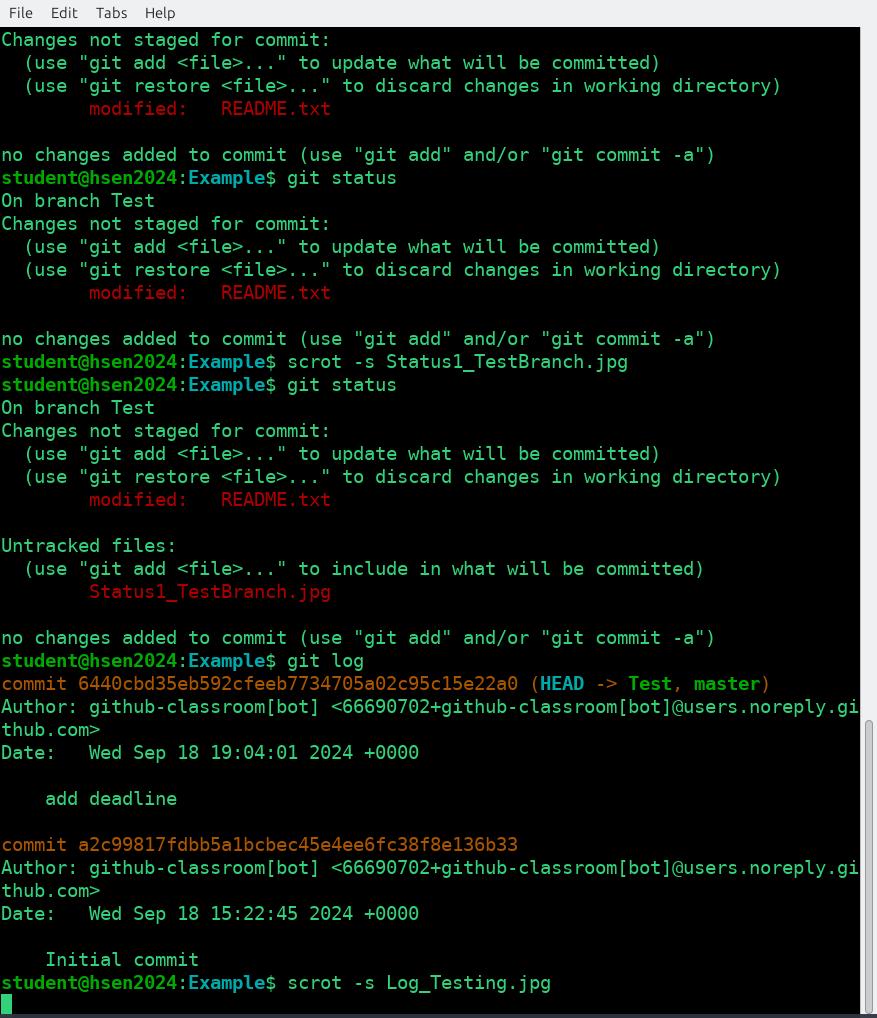 File Edit Tabs Help
Changes not staged for commit:
  (use "git add <file>..." to update what will be committed)
  (use "git restore <file>..." to discard changes in working directory)
        modified:   README.txt

no changes added to commit (use "git add" and/or "git commit -a")
student@hsen2024:Example$ git status
On branch Test
Changes not staged for commit:
  (use "git add <file>..." to update what will be committed)
  (use "git restore <file>..." to discard changes in working directory)
        modified:   README.txt

no changes added to commit (use "git add" and/or "git commit -a")
student@hsen2024:Example$ scrot -s Status1_TestBranch.jpg
student@hsen2024:Example$ git status
On branch Test
Changes not staged for commit:
  (use "git add <file>..." to update what will be committed)
  (use "git restore <file>..." to discard changes in working directory)
        modified:   README.txt

Untracked files:
  (use "git add <file>..." to include in what will be committed)
        Status1_TestBranch.jpg

no changes added to commit (use "git add" and/or "git commit -a")
student@hsen2024:Example$ git log
commit 6440cbd35eb592cfeeb7734705a02c95c15e22a0 (HEAD -> Test, master)
Author: github-classroom[bot] <66690702+github-classroom[bot]@users.noreply.gi
thub.com>
Date:   Wed Sep 18 19:04:01 2024 +0000

    add deadline

commit a2c99817fdbb5a1bcbec45e4ee6fc38f8e136b33
Author: github-classroom[bot] <66690702+github-classroom[bot]@users.noreply.gi
thub.com>
Date:   Wed Sep 18 15:22:45 2024 +0000

    Initial commit
student@hsen2024:Example$ scrot -s Log_Testing.jpg